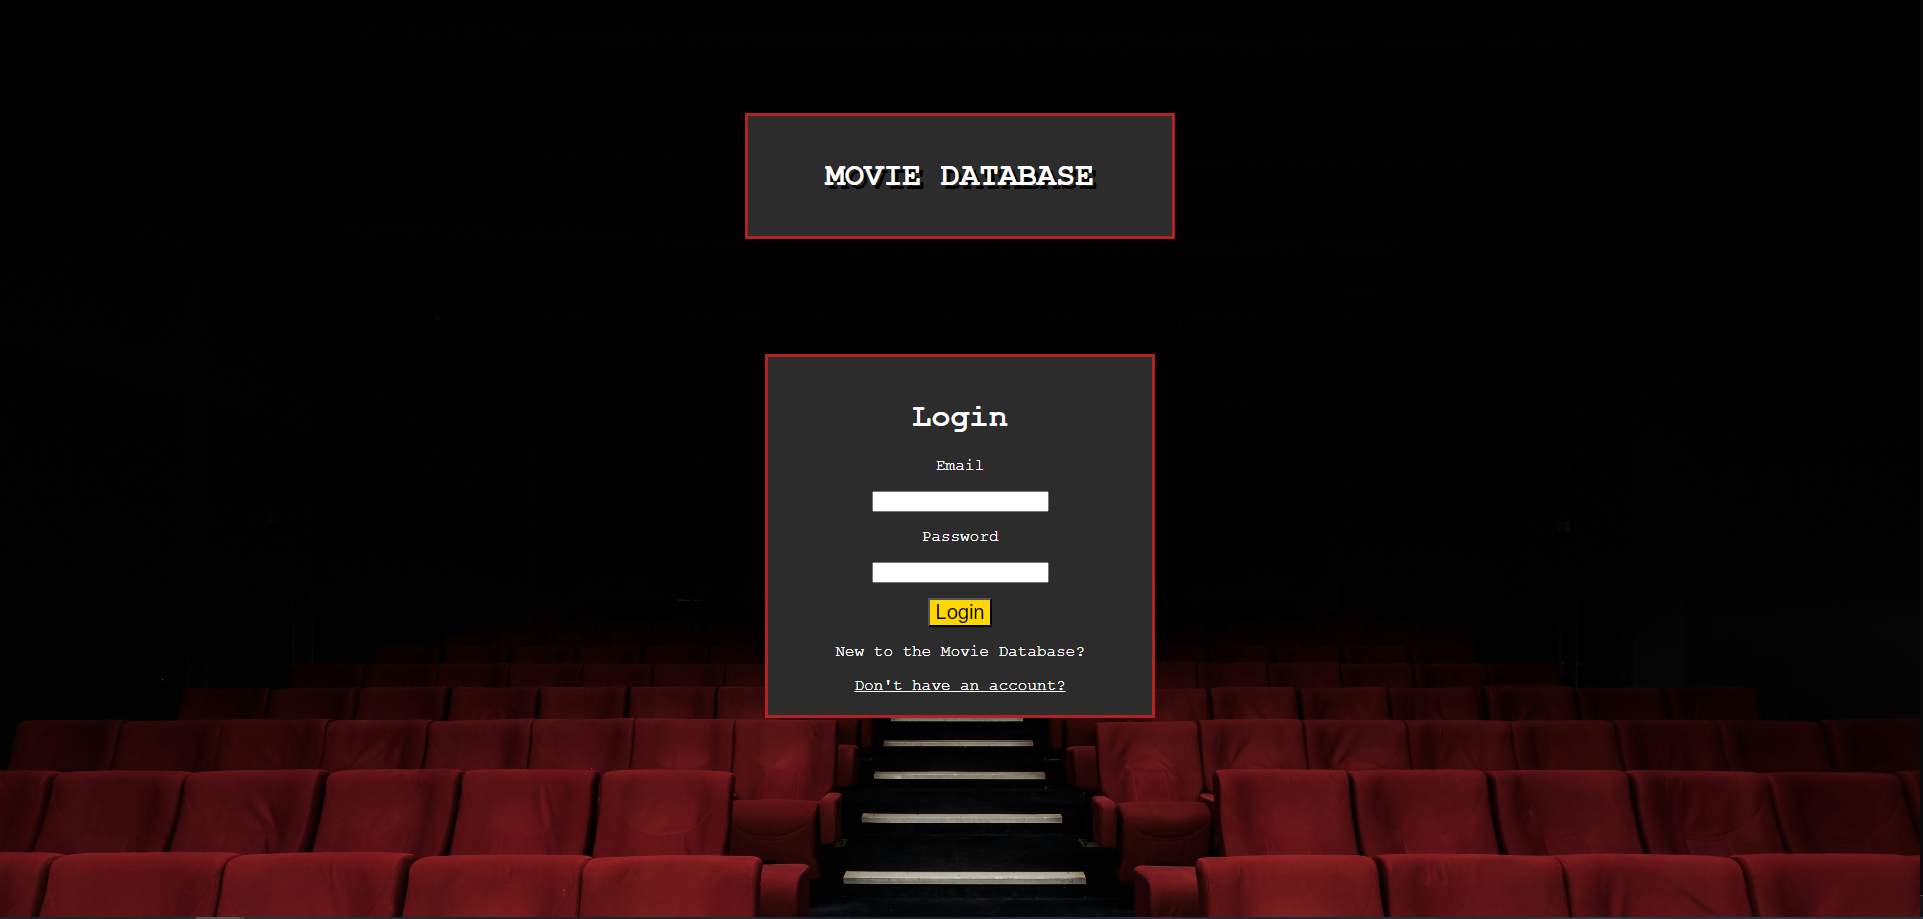 MOVIE DATABASE
Login
Email
Password
Login
New to the Movie Database?
Don't have an account?